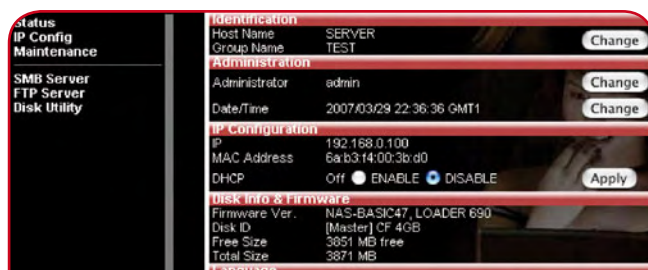 Status
IP Config
Maintenance
SMB Server
FTP Server
Disk Utility
Identification
Host Name SERVER
Group Name TEST
Change
Administration
Administrator admin Change
Date/Time 2007/03/29 22:36:36 GMT1 Change
IP Configuration
IP 192.168.0.100
MAC Address 6a:b3:f4:00:3b:d0
DHCP Off ENABLE DISABLE Apply
Disk Info & Firmware
Firmware Ver. NAS-BASIC47, LOADER 690
Disk ID [Master] CF 4GB
Free Size 3851 MB free
Total Size 3871 MB
Language